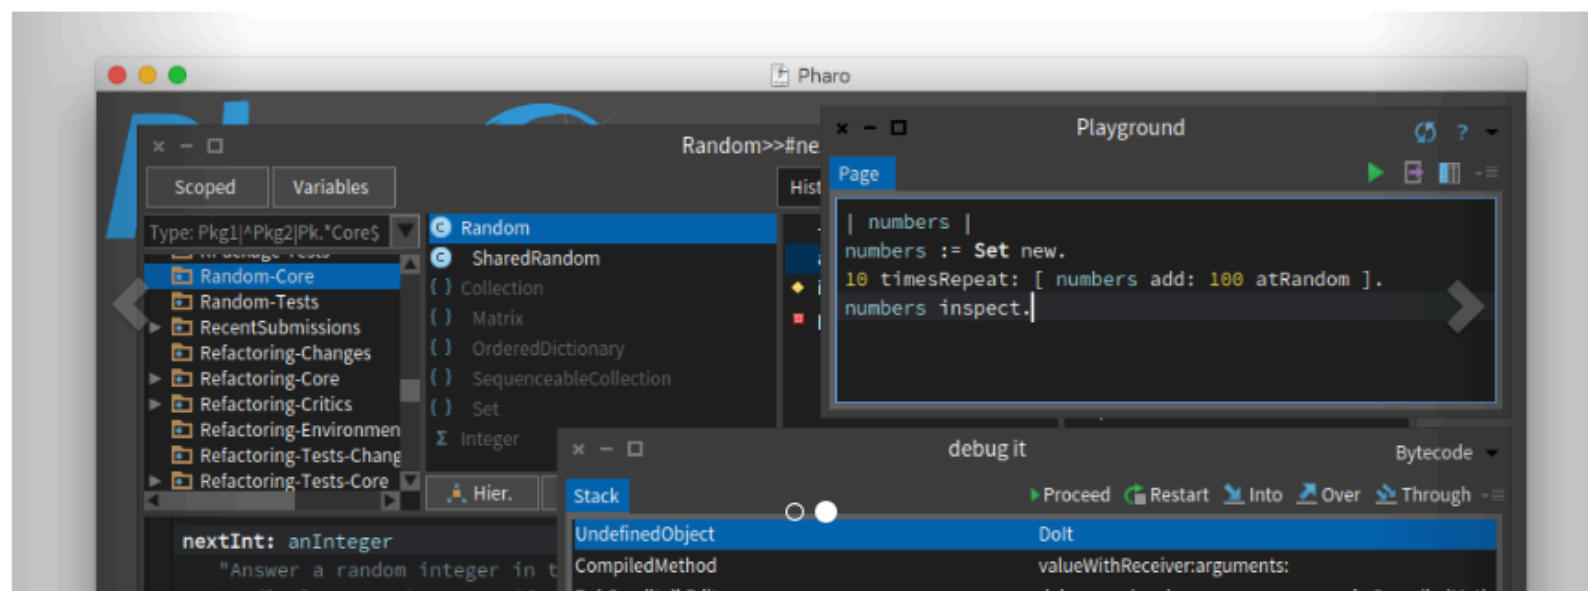 Pharo
Random>>#ne
Scoped
Variables
Hist
Type: Pkg1|^Pkg2|Pk.*Core$
Random-Core
Random-Tests
RecentSubmissions
Refactoring-Changes
Refactoring-Core
Refactoring-Critics
Refactoring-Environmen
Refactoring-Tests-Chang
Refactoring-Tests-Core
Random
SharedRandom
Collection
Matrix
OrderedDictionary
SequenceableCollection
Set
Integer
Hier.
nextInt: anInteger
"Answer a random integer in t
Playground
?
Page
| numbers |
numbers := Set new.
10 timesRepeat: [ numbers add: 100 atRandom ].
numbers inspect.
debug it
Bytecode
Stack
Proceed Restart Into Over Through
UndefinedObject DoIt
CompiledMethod valueWithReceiver:arguments: